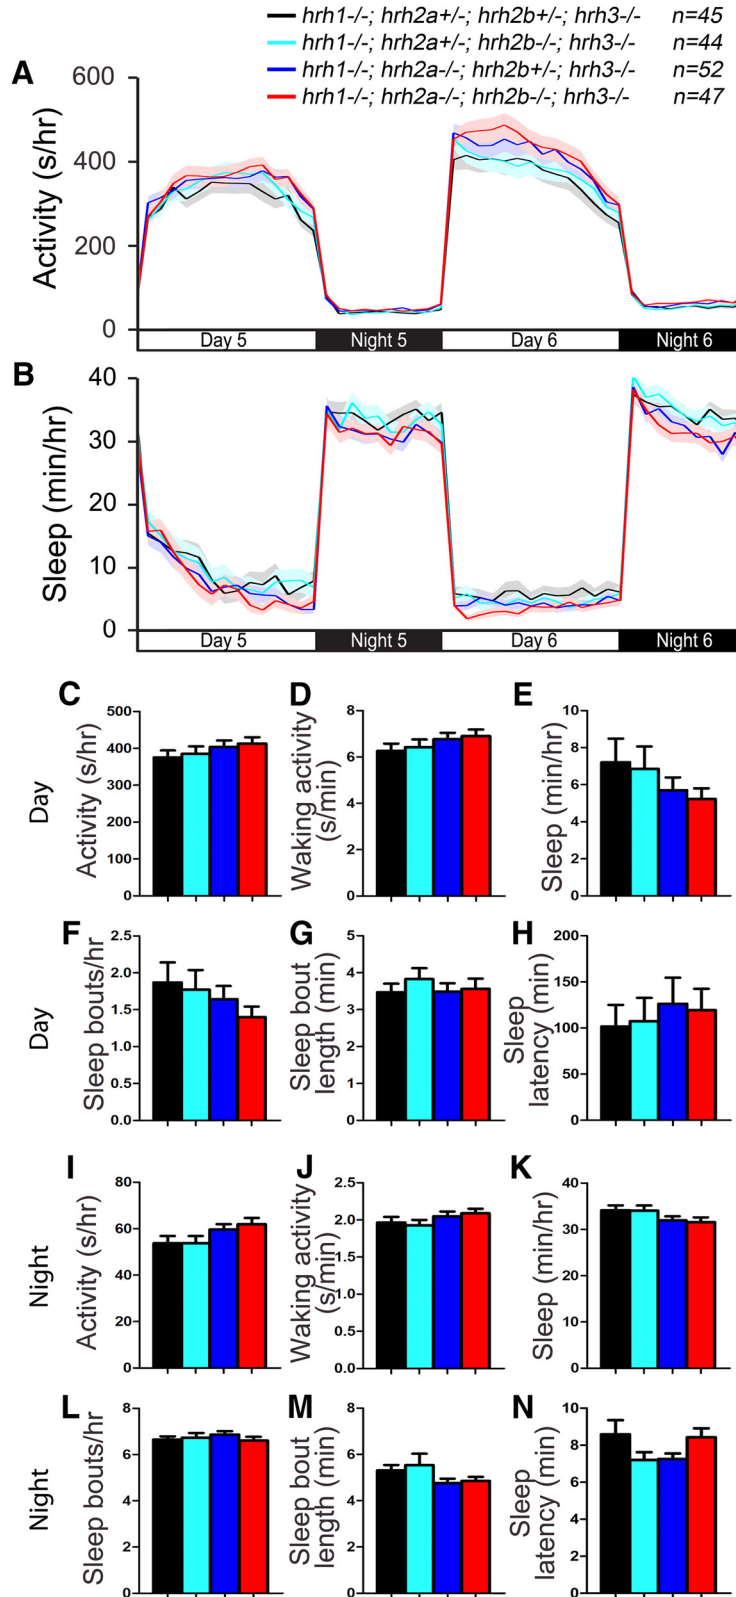 hrh1-/-; hrh2a+/-; hrh2b+/-; hrh3-/- n=45
hrh1-/-; hrh2a+/-; hrh2b-/-; hrh3-/- n=44
hrh1-/-; hrh2a-/-; hrh2b+/-; hrh3-/- n=52
hrh1-/-; hrh2a-/-; hrh2b-/-; hrh3-/- n=47
A
Activity (s/hr)
600
400
200
0
Day 5 Night 5 Day 6 Night 6
B
Sleep (min/hr)
40
30
20
10
0
Day 5 Night 5 Day 6 Night 6
Day
C
Activity (s/hr)
500
400
300
200
100
0
D
Waking activity
(s/min)
8
6
4
2
0
E
Sleep (min/hr)
10
8
6
4
2
0
Day
F
Sleep bouts/hr
2.5
2.0
1.5
1.0
0.5
0.0
G
Sleep bout
length (min)
5
4
3
2
1
0
H
Sleep
latency (min)
200
150
100
50
0
Night
I
Activity (s/hr)
80
60
40
20
0
J
Waking activity
(s/min)
2.5
2.0
1.5
1.0
0.5
0.0
K
Sleep (min/hr)
40
30
20
10
0
Night
L
Sleep bouts/hr
8
6
4
2
0
M
Sleep bout
length (min)
8
6
4
2
0
N
Sleep
latency (min)
10
8
6
4
2
0